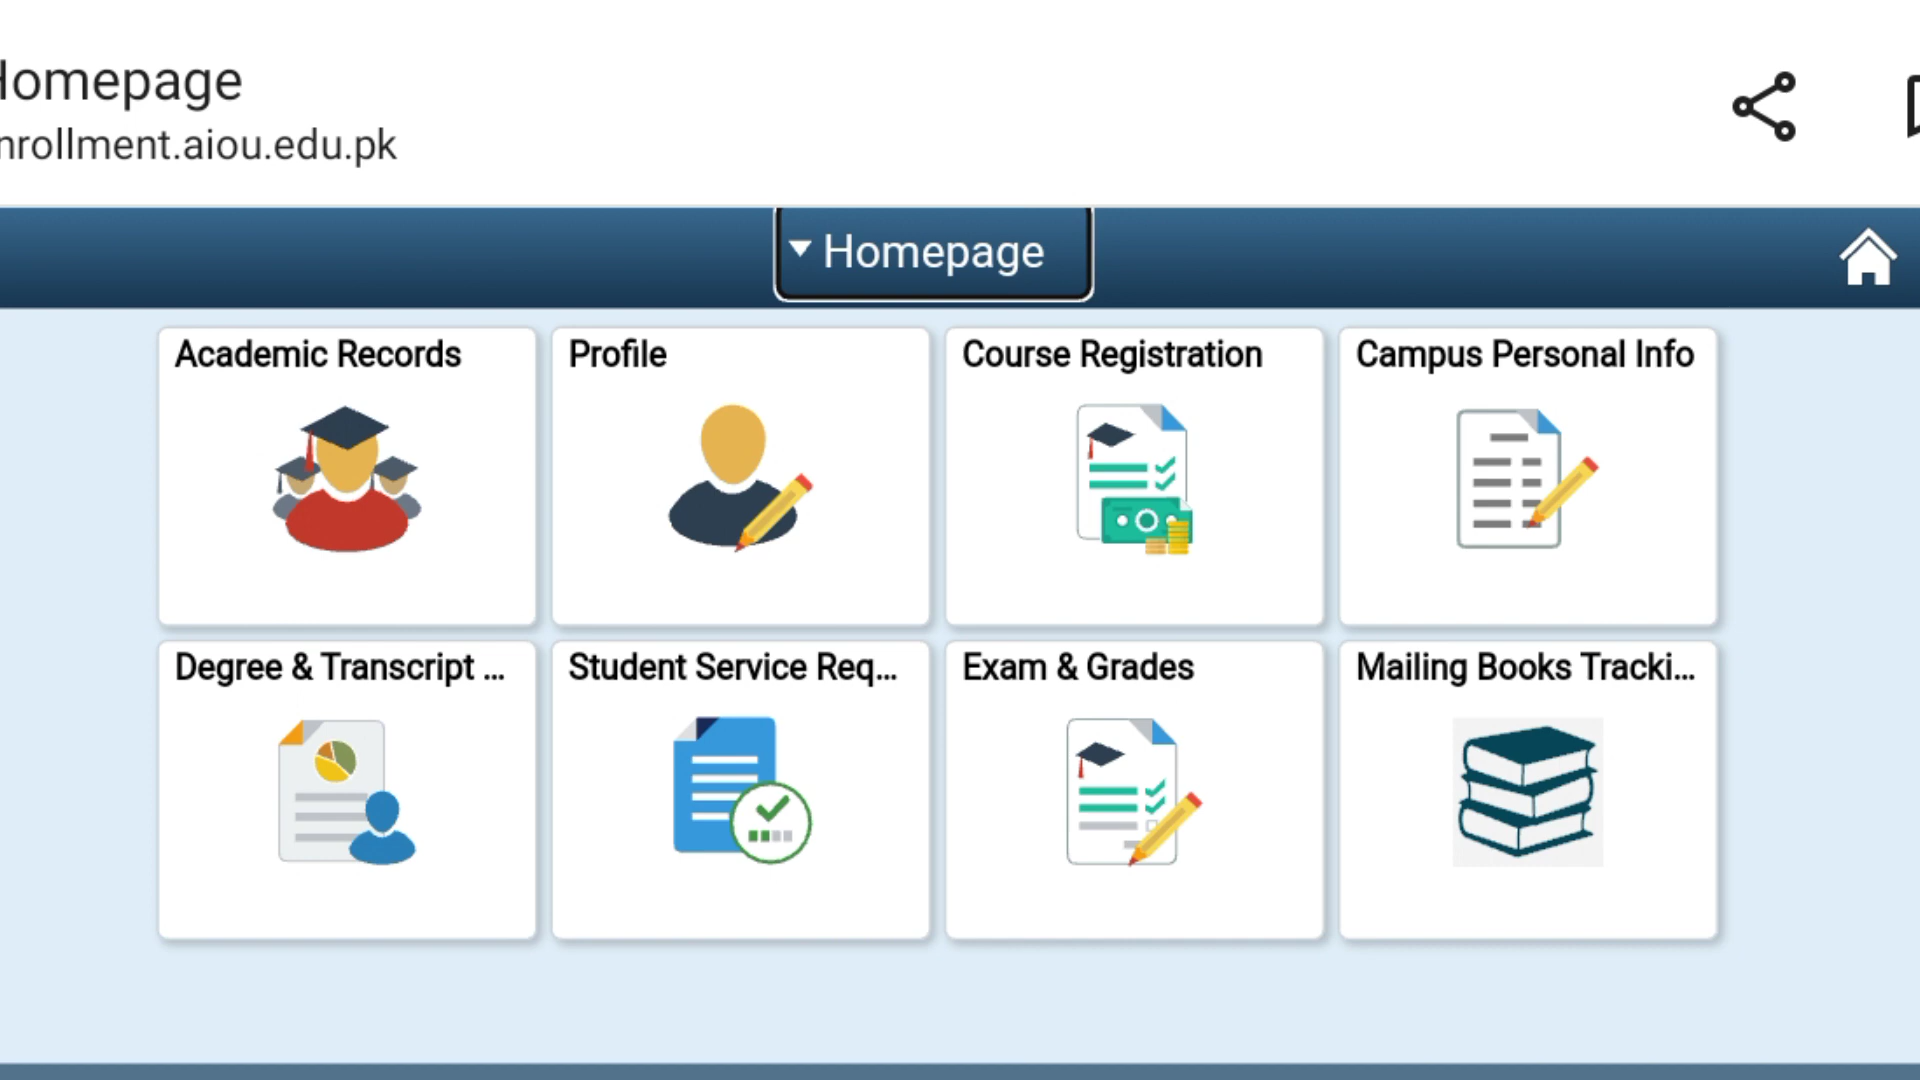 Homepage
nrollment.aiou.edu.pk
Homepage
Academic Records
Profile
Course Registration
Campus Personal Info
Degree & Transcript ...
Student Service Req...
Exam & Grades
Mailing Books Tracki...